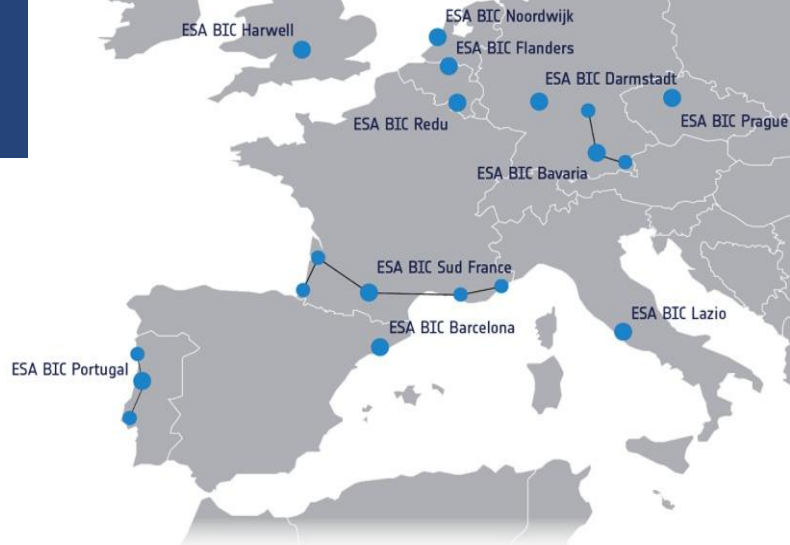 ESA BIC Noordwijk
ESA BIC Harwell
ESA BIC Flanders
ESA BIC Darmstadt
ESA BIC Redu
ESA BIC Prague
ESA BIC Bavaria
ESA BIC Sud France
ESA BIC Lazio
ESA BIC Barcelona
ESA BIC Portugal